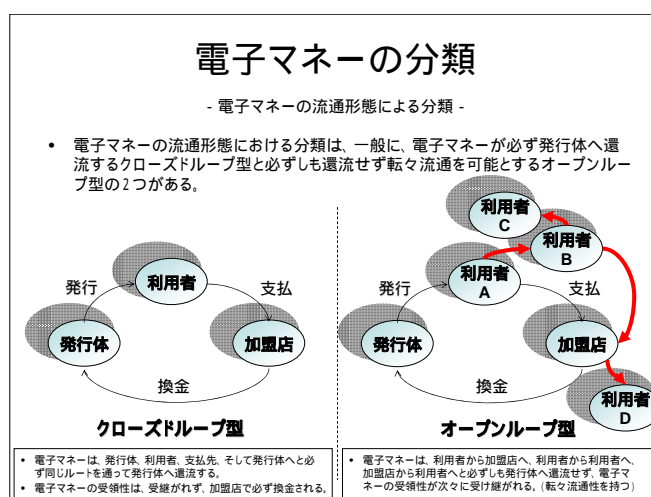 電子マネーの分類
- 電子マネーの流通形態による分類 -
• 電子マネーの流通形態における分類は、一般に、電子マネーが必ず発行体へ還
流するクローズドループ型と必ずしも還流せず転々流通を可能とするオープンルー
プ型の2つがある。
利用者
発行
支払
発行体
加盟店
換金
クローズドループ型
• 電子マネーは、発行体、利用者、支払先、そして発行体へと必
ず同じルートを通って発行体へ還流する。
• 電子マネーの受領性は、受継がれず、加盟店で必ず換金される。
利用者
C
利用者
B
利用者
A
発行
支払
発行体
加盟店
換金
利用者
D
オープンループ型
• 電子マネーは、利用者から加盟店へ、利用者から利用者へ、
加盟店から利用者へと必ずしも発行体へ還流せず、電子マ
ネーの受領性が次々に受け継がれる。(転々流通性を持つ)